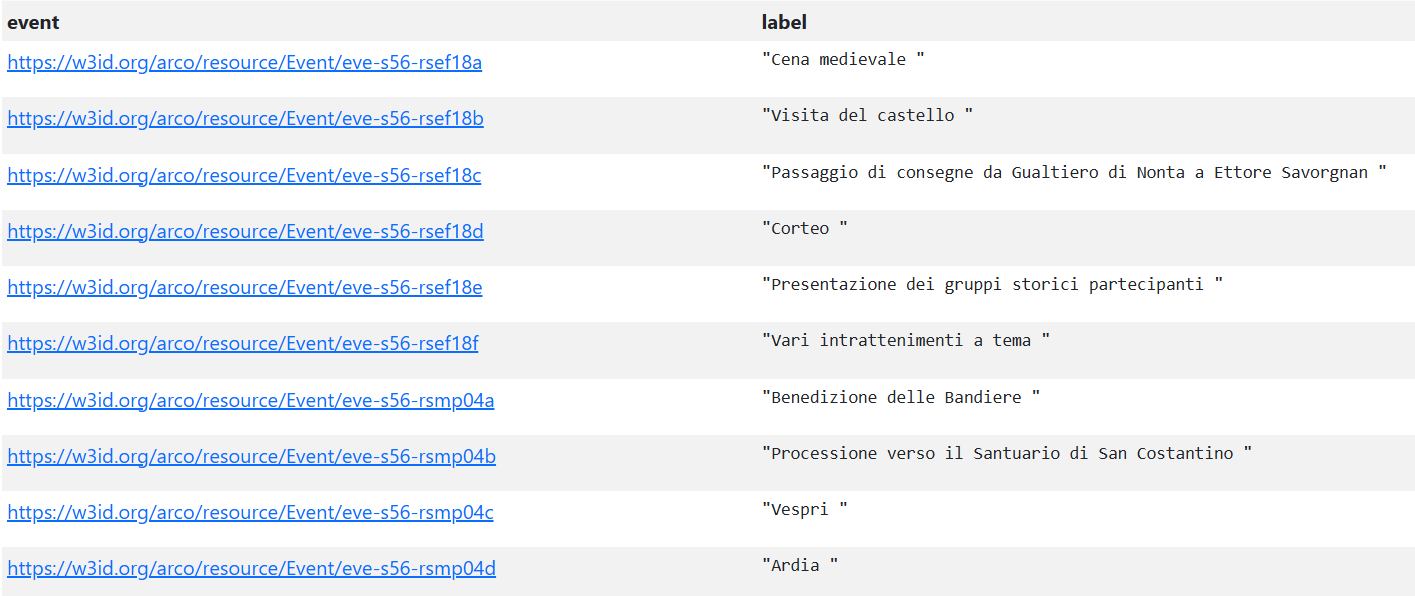 event label
https://w3id.org/arco/resource/Event/eve-s56-rsef18a "Cena medievale "
https://w3id.org/arco/resource/Event/eve-s56-rsef18b "Visita del castello "
https://w3id.org/arco/resource/Event/eve-s56-rsef18c "Passaggio di consegne da Gualtiero di Nonta a Ettore Savorgnan "
https://w3id.org/arco/resource/Event/eve-s56-rsef18d "Corteo "
https://w3id.org/arco/resource/Event/eve-s56-rsef18e "Presentazione dei gruppi storici partecipanti "
https://w3id.org/arco/resource/Event/eve-s56-rsef18f "Vari intrattenimenti a tema "
https://w3id.org/arco/resource/Event/eve-s56-rsmp04a "Benedizione delle Bandiere "
https://w3id.org/arco/resource/Event/eve-s56-rsmp04b "Processione verso il Santuario di San Costantino "
https://w3id.org/arco/resource/Event/eve-s56-rsmp04c "Vespri "
https://w3id.org/arco/resource/Event/eve-s56-rsmp04d "Ardia "